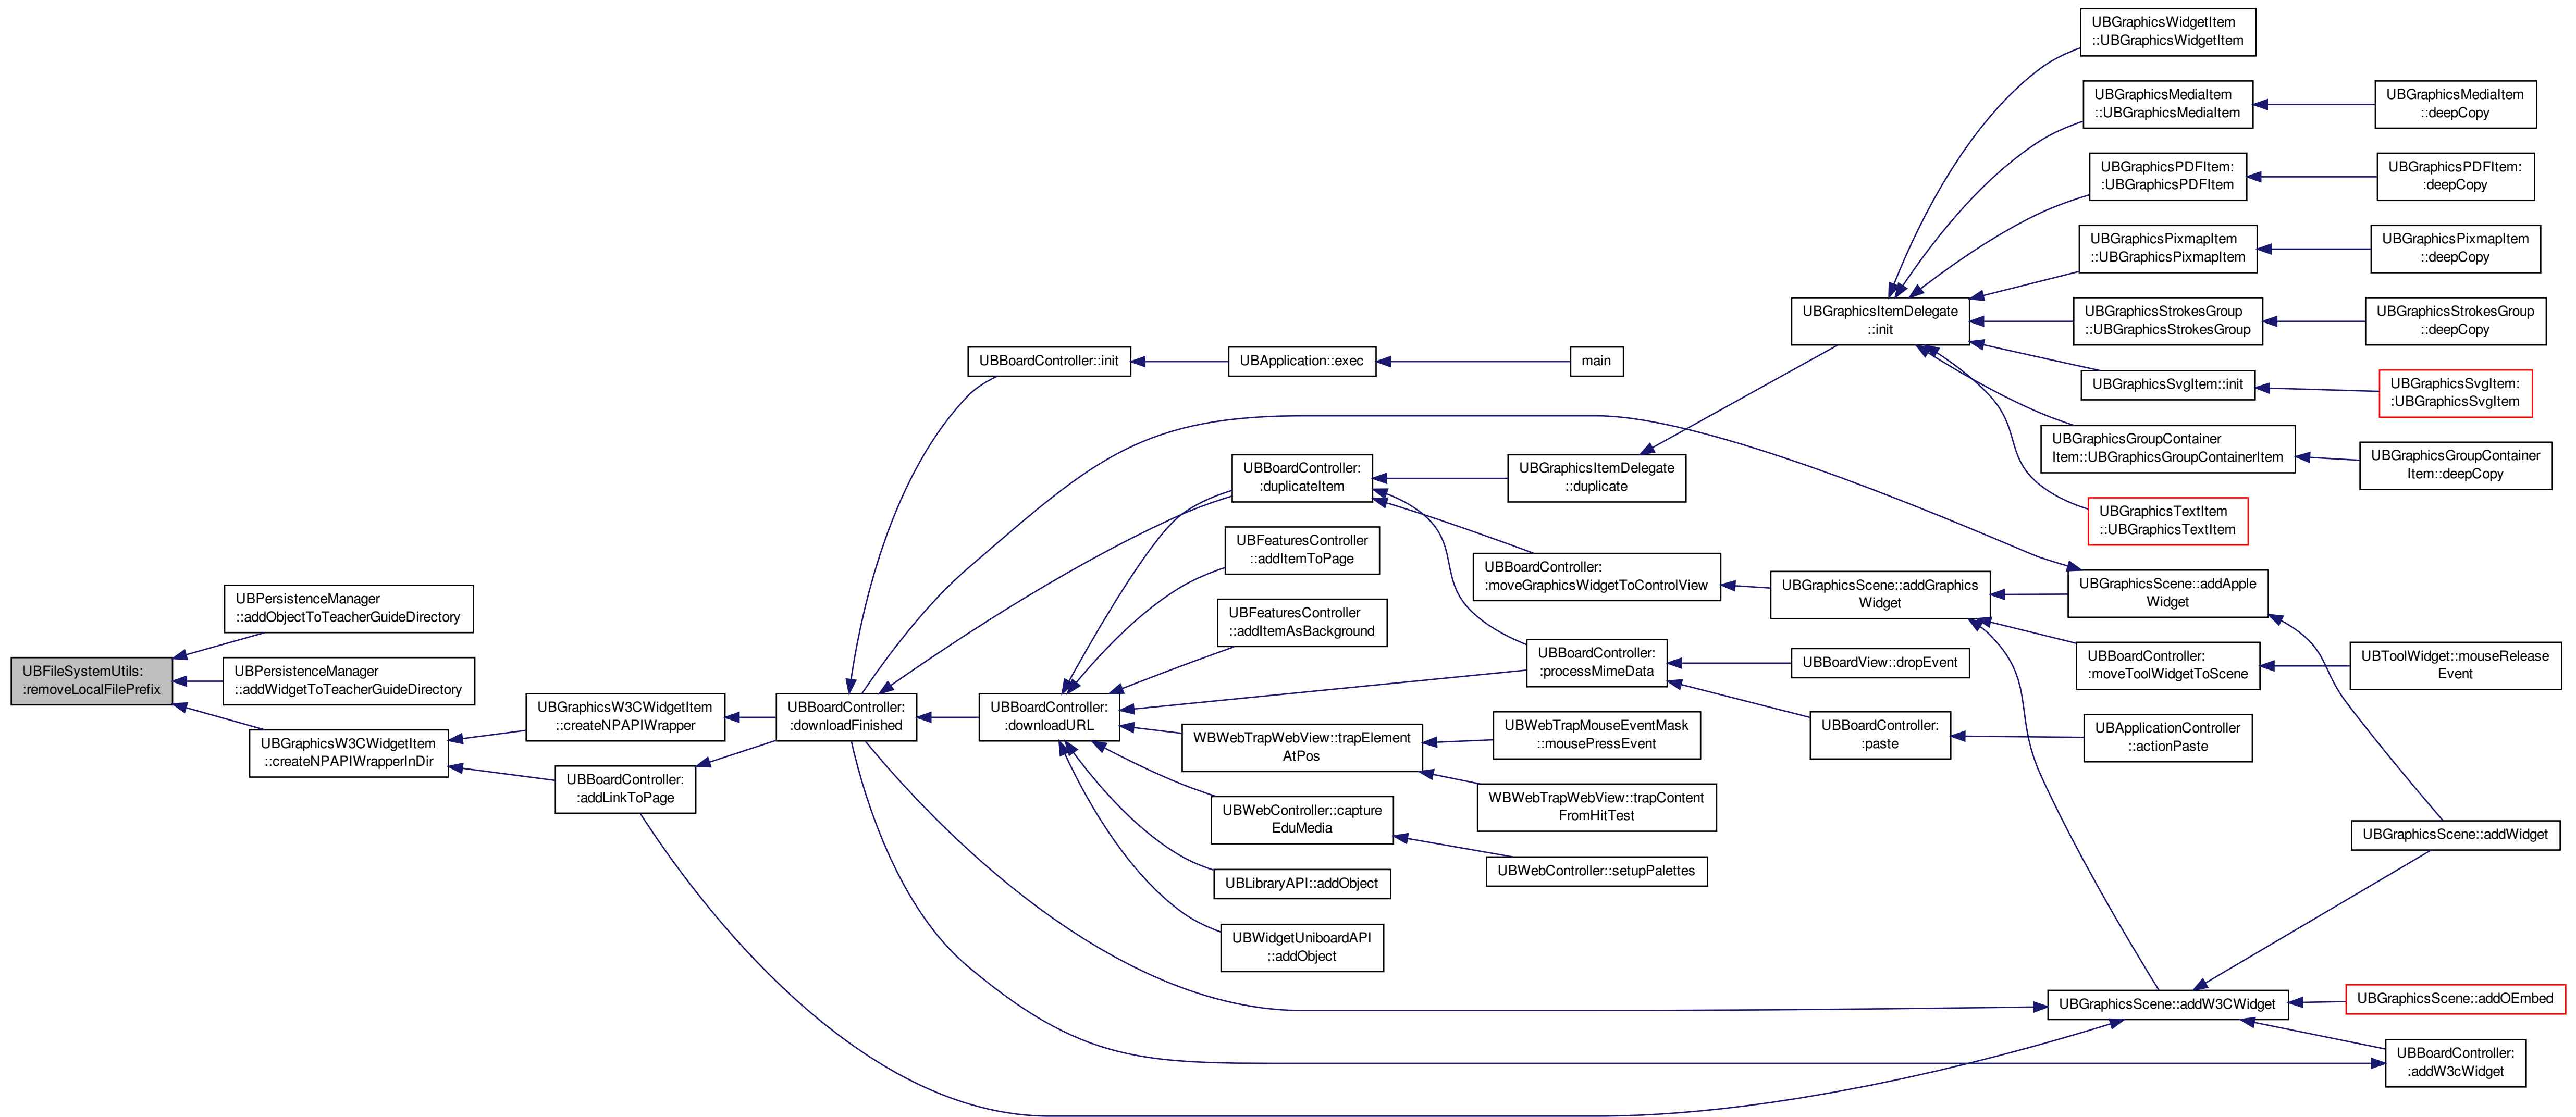 UBFileSystemUtils:
:removeLocalFilePrefix
UBPersistenceManager
::addObjectToTeacherGuideDirectory
UBPersistenceManager
::addWidgetToTeacherGuideDirectory
UBGraphicsW3CWidgetItem
::createNPAPIWrapperInDir
UBGraphicsW3CWidgetItem
::createNPAPIWrapper
UBBoardController:
:addLinkToPage
UBBoardController:
:downloadFinished
UBBoardController::init
UBBoardController:
:downloadURL
UBApplication::exec
main
UBBoardController:
:duplicateItem
UBFeaturesController
::addItemToPage
UBFeaturesController
::addItemAsBackground
WBWebTrapWebView::trapElement
AtPos
UBWebController::capture
EduMedia
UBLibraryAPI::addObject
UBWidgetUniboardAPI
::addObject
UBGraphicsItemDelegate
::duplicate
UBBoardController:
:moveGraphicsWidgetToControlView
UBBoardController:
:processMimeData
UBWebTrapMouseEventMask
::mousePressEvent
WBWebTrapWebView::trapContent
FromHitTest
UBWebController::setupPalettes
UBGraphicsItemDelegate
::init
UBGraphicsScene::addGraphics
Widget
UBBoardView::dropEvent
UBBoardController:
:paste
UBGraphicsWidgetItem
::UBGraphicsWidgetItem
UBGraphicsMediaItem
::UBGraphicsMediaItem
UBGraphicsPDFItem:
:UBGraphicsPDFItem
UBGraphicsPixmapItem
::UBGraphicsPixmapItem
UBGraphicsStrokesGroup
::UBGraphicsStrokesGroup
UBGraphicsSvgItem::init
UBGraphicsGroupContainer
Item::UBGraphicsGroupContainerItem
UBGraphicsTextItem
::UBGraphicsTextItem
UBGraphicsScene::addApple
Widget
UBBoardController:
:moveToolWidgetToScene
UBApplicationController
::actionPaste
UBGraphicsScene::addW3CWidget
UBGraphicsMediaItem
::deepCopy
UBGraphicsPDFItem:
:deepCopy
UBGraphicsPixmapItem
::deepCopy
UBGraphicsStrokesGroup
::deepCopy
UBGraphicsSvgItem:
:UBGraphicsSvgItem
UBGraphicsGroupContainer
Item::deepCopy
UBToolWidget::mouseRelease
Event
UBGraphicsScene::addWidget
UBGraphicsScene::addOEmbed
UBBoardController:
:addW3cWidget